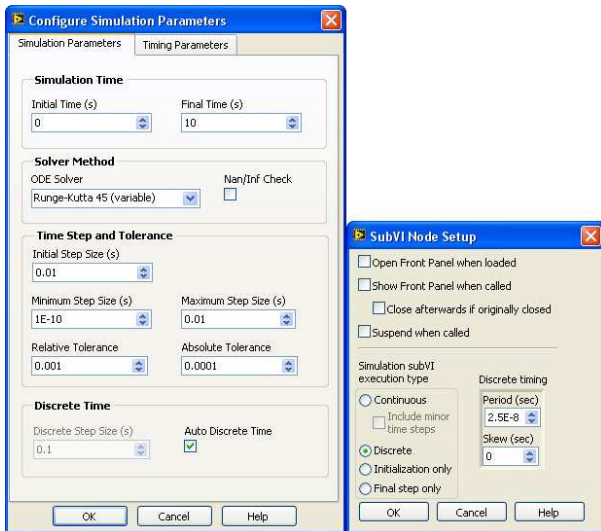 Configure Simulation Parameters
Simulation Parameters Timing Parameters
Simulation Time
Initial Time (s) Final Time (s)
0 10
Solver Method
ODE Solver Nan/Inf Check
Runge-Kutta 45 (variable)
Time Step and Tolerance
Initial Step Size (s)
0.01
Minimum Step Size (s) Maximum Step Size (s)
1E-10 0.01
Relative Tolerance Absolute Tolerance
0.001 0.0001
Discrete Time
Discrete Step Size (s) Auto Discrete Time
0.1
OK Cancel Help
SubVI Node Setup
Open Front Panel when loaded
Show Front Panel when called
Close afterwards if originally closed
Suspend when called
Simulation subVI
execution type
Continuous
Include minor
time steps
Discrete
Initialization only
Final step only
Discrete timing
Period (sec)
2.5E-8
Skew (sec)
0
OK Cancel Help